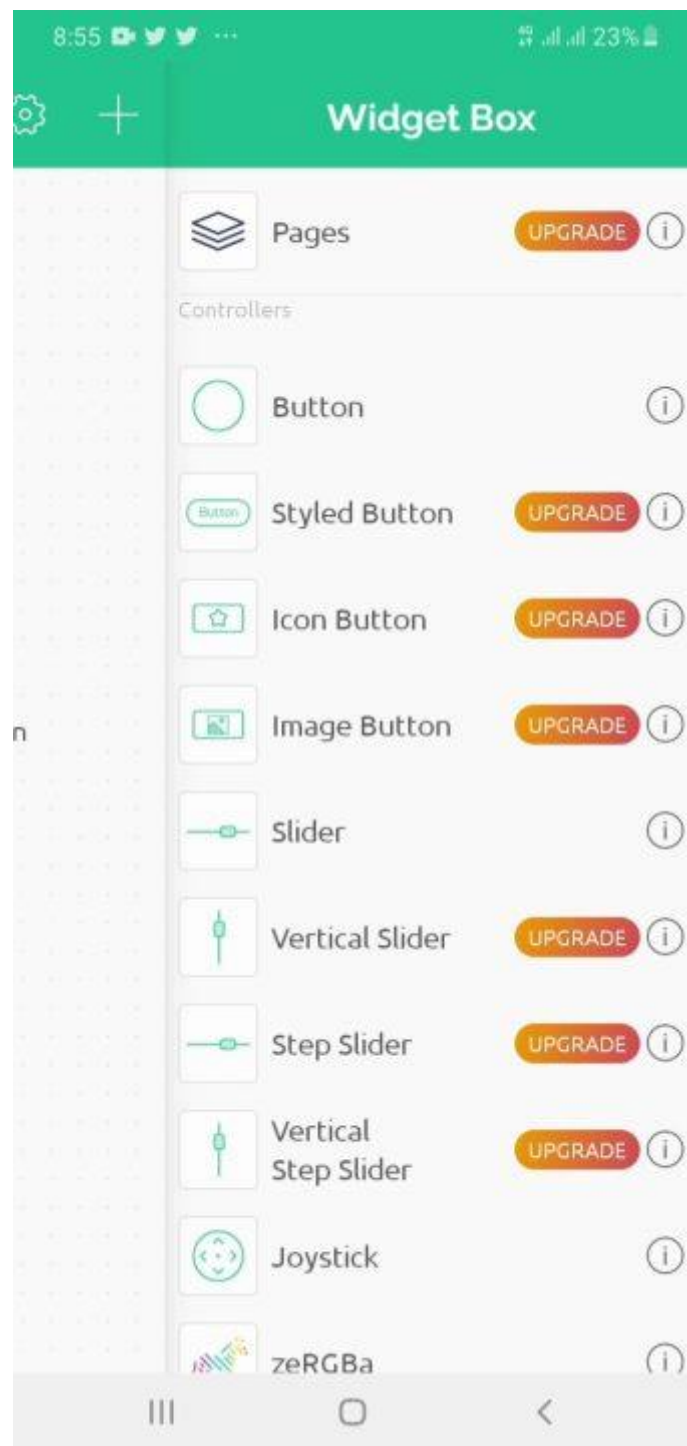 8:55 ... 4G 23%
Widget Box
Pages UPGRADE i
Controllers
Button i
Button Styled Button UPGRADE i
Icon Button UPGRADE i
n Image Button UPGRADE i
Slider i
Vertical Slider UPGRADE i
Step Slider UPGRADE i
Vertical
Step Slider UPGRADE i
Joystick i
zeRGBa i